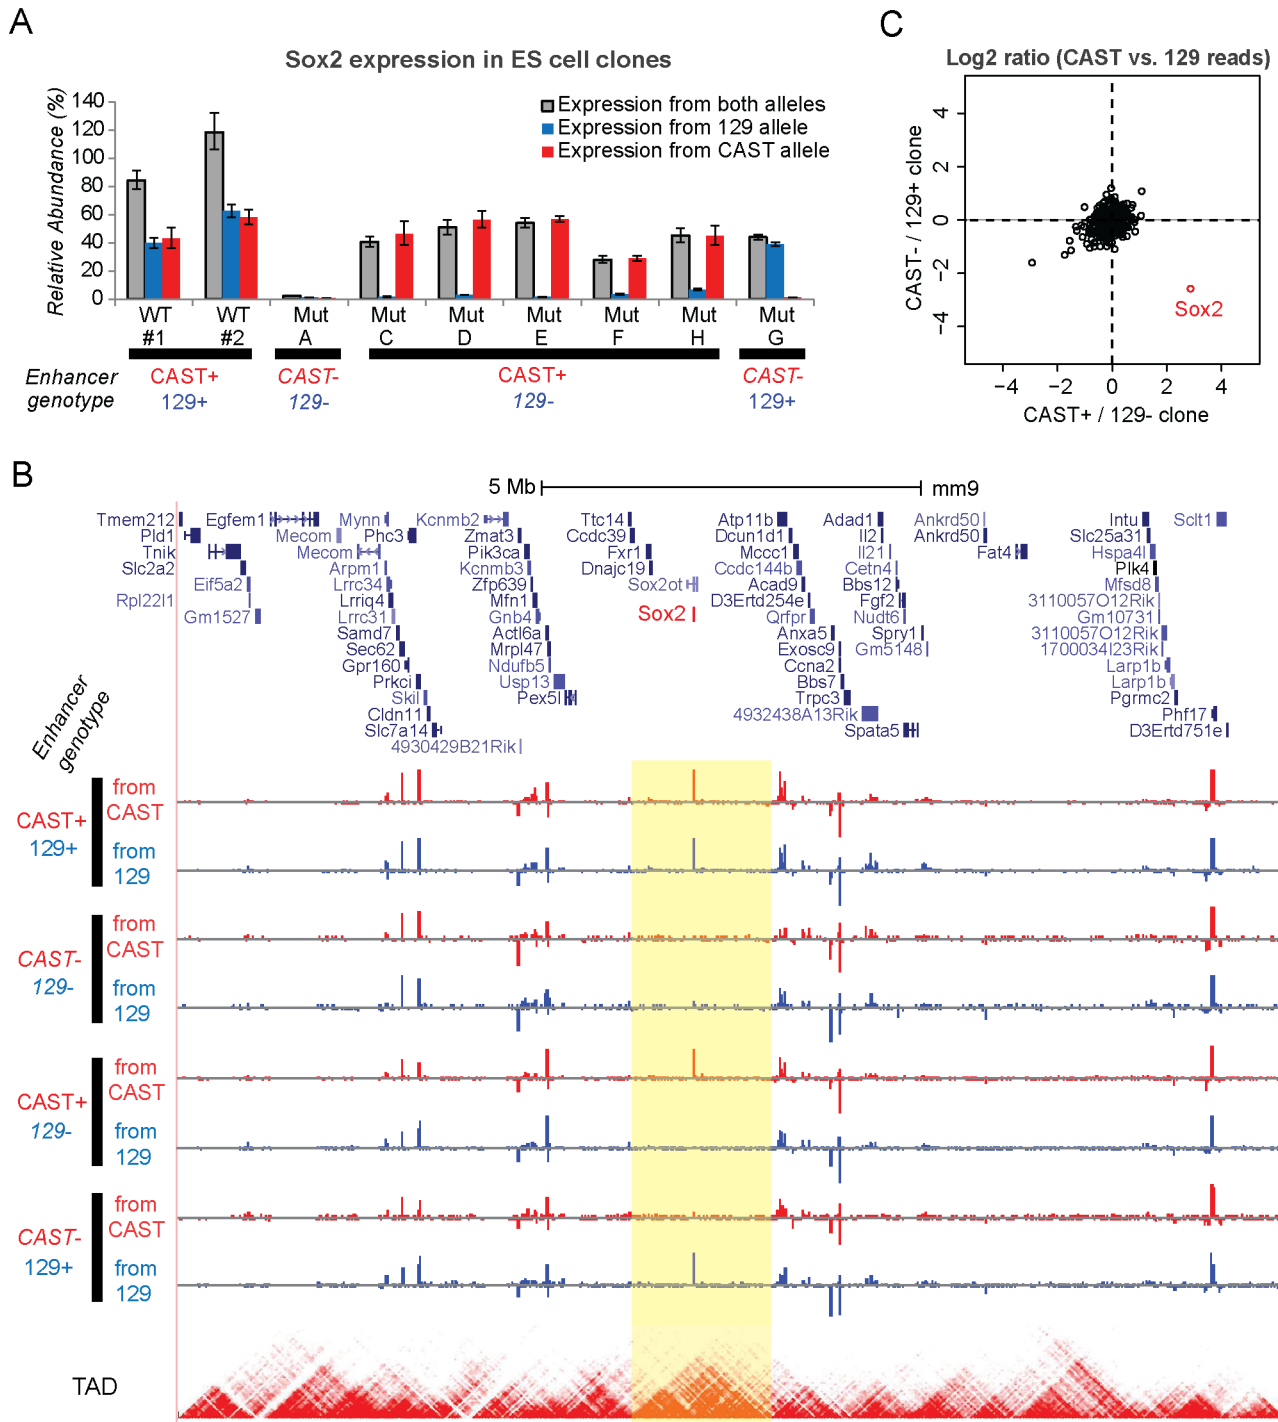 A
Sox2 expression in ES cell clones
Relative Abundance (%)
140
120
100
80
60
40
20
0
Expression from both alleles
Expression from 129 allele
Expression from CAST allele
WT WT Mut Mut Mut Mut Mut Mut Mut
#1 #2 A C D E F H G
Enhancer genotype
CAST+ CAST- CAST+ CAST-
129+ 129- 129- 129+
C
Log2 ratio (CAST vs. 129 reads)
CAST- / 129+ clone
4
2
0
−2
−4
Sox2
−4 −2 0 2 4
CAST+ / 129- clone
B
5 Mb mm9
Tmem212 Egfem1 Mynn Kcnmb2 Ttc14 Atp11b Adad1 Ankrd50 Intu Sclt1
Pld1 Mecom Phc3 Zmat3 Ccdc39 Dcun1d1 Il2 Ankrd50 Slc25a31
Tnik Mecom Pik3ca Fxr1 Mccc1 Il21 Fat4 Hspa4l
Slc2a2 Arpm1 Kcnmb3 Dnajc19 Ccdc144b Cetn4 Plk4
Eif5a2 Lrrc34 Zfp639 Sox2ot Acad9 Bbs12 Mfsd8
Rpl22l1 Lrriq4 Mfn1 D3Ertd254e Fgf2 3110057O12Rik
Gm1527 Lrrc31 Gnb4 Sox2 Qrfpr Nudt6 Gm10731
Samd7 Actl6a Anxa5 Spry1 3110057O12Rik
Sec62 Mrpl47 Exosc9 Gm5148 1700034I23Rik
Gpr160 Ndufb5 Ccna2 Larp1b
Prkci Usp13 Bbs7 Larp1b
Skil Pex5l Trpc3 Pgrmc2
Cldn11 4932438A13Rik Phf17
Slc7a14 Spata5 D3Ertd751e
4930429B21Rik
Enhancer genotype
CAST+
129+
from CAST
from 129
CAST-
129-
from CAST
from 129
CAST+
129-
from CAST
from 129
CAST-
129+
from CAST
from 129
TAD